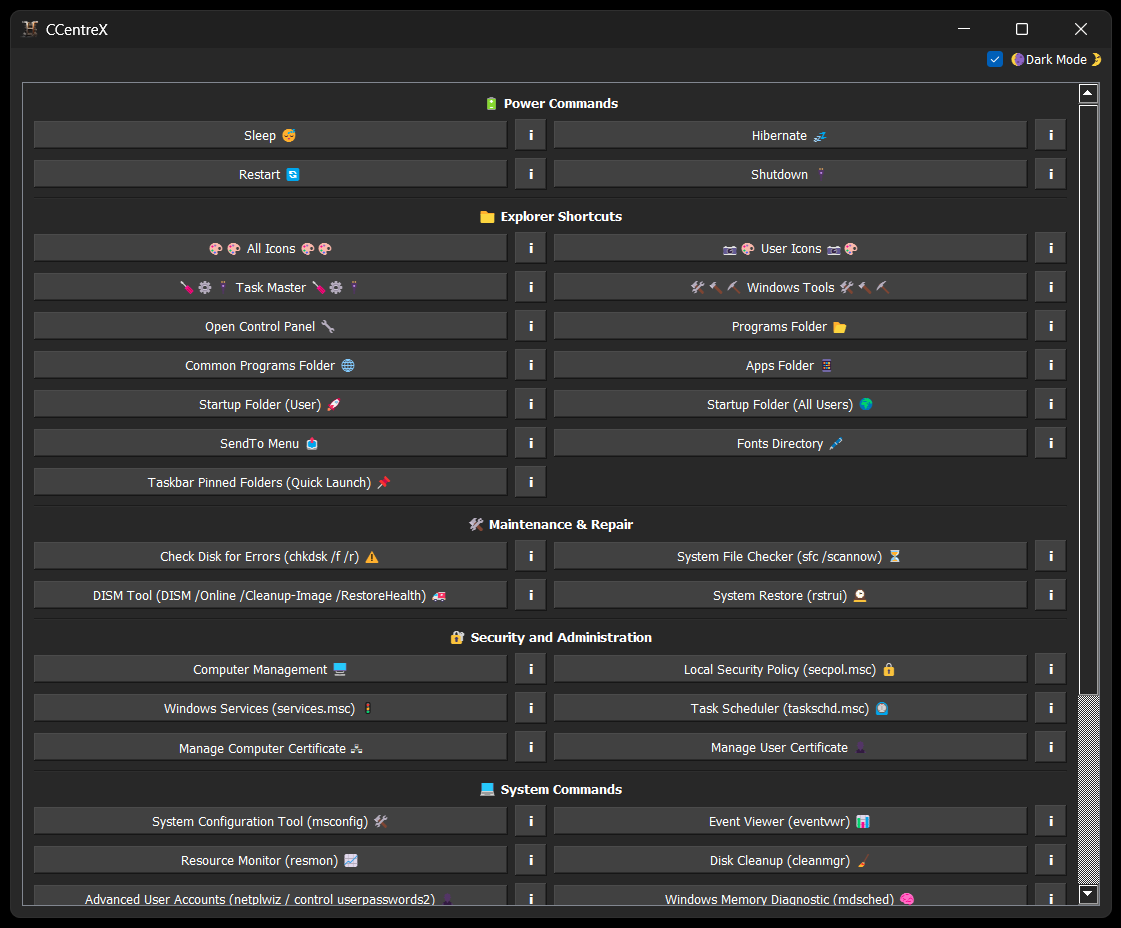 CCentreX
Dark Mode
Power Commands
Sleep i Hibernate i
Restart i Shutdown i
Explorer Shortcuts
All Icons i User Icons i
Task Master i Windows Tools i
Open Control Panel i Programs Folder i
Common Programs Folder i Apps Folder i
Startup Folder (User) i Startup Folder (All Users) i
SendTo Menu i Fonts Directory i
Taskbar Pinned Folders (Quick Launch) i
Maintenance & Repair
Check Disk for Errors (chkdsk /f /r) i System File Checker (sfc /scannow) i
DISM Tool (DISM /Online /Cleanup-Image /RestoreHealth) i System Restore (rstrui) i
Security and Administration
Computer Management i Local Security Policy (secpol.msc) i
Windows Services (services.msc) i Task Scheduler (taskschd.msc) i
Manage Computer Certificate i Manage User Certificate i
System Commands
System Configuration Tool (msconfig) i Event Viewer (eventvwr) i
Resource Monitor (resmon) i Disk Cleanup (cleanmgr) i
Advanced User Accounts (netplwiz / control userpasswords2) i Windows Memory Diagnostic (mdsched) i